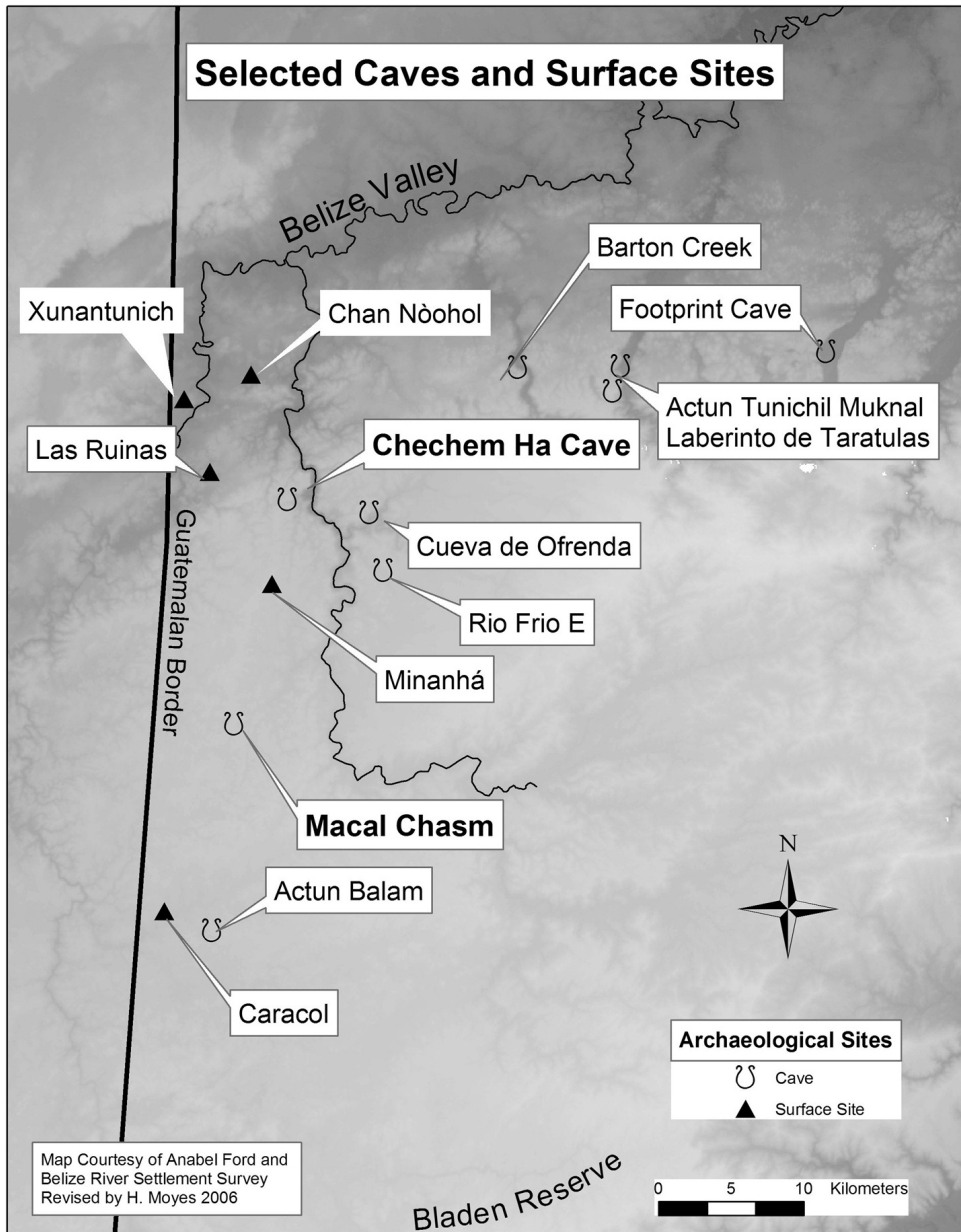 Selected Caves and Surface Sites
Belize Valley
Barton Creek
Xunantunich
Chan Nòohol
Footprint Cave
Actun Tunichil Muknal
Laberinto de Taratulas
Las Ruinas
Chechem Ha Cave
Guatemalan Border
Cueva de Ofrenda
Rio Frio E
Minanhá
Macal Chasm
N
Actun Balam
Caracol
Archaeological Sites
Cave
Surface Site
Map Courtesy of Anabel Ford and
Belize River Settlement Survey
Revised by H. Moyes 2006
Bladen Reserve
0 5 10 Kilometers